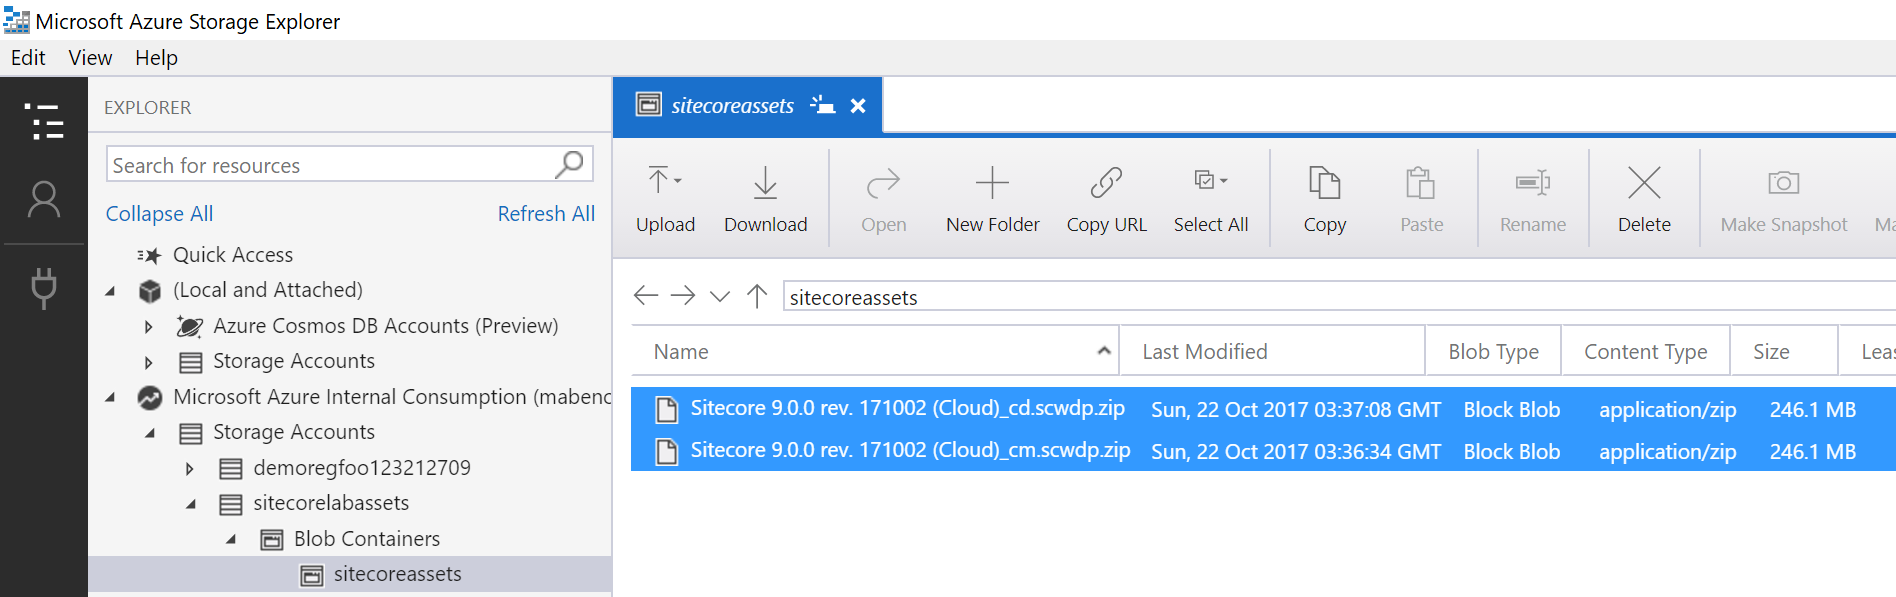 Microsoft Azure Storage Explorer
Edit View Help
EXPLORER
Search for resources
Collapse All Refresh All
Quick Access
(Local and Attached)
Azure Cosmos DB Accounts (Preview)
Storage Accounts
Microsoft Azure Internal Consumption (mabenc
Storage Accounts
demoregfoo123212709
sitecorelabassets
Blob Containers
sitecoreassets
sitecoreassets
Upload Download Open New Folder Copy URL Select All Copy Paste Rename Delete Make Snapshot Ma
sitecoreassets
Name Last Modified Blob Type Content Type Size Leas
Sitecore 9.0.0 rev. 171002 (Cloud)_cd.scwdp.zip Sun, 22 Oct 2017 03:37:08 GMT Block Blob application/zip 246.1 MB
Sitecore 9.0.0 rev. 171002 (Cloud)_cm.scwdp.zip Sun, 22 Oct 2017 03:36:34 GMT Block Blob application/zip 246.1 MB